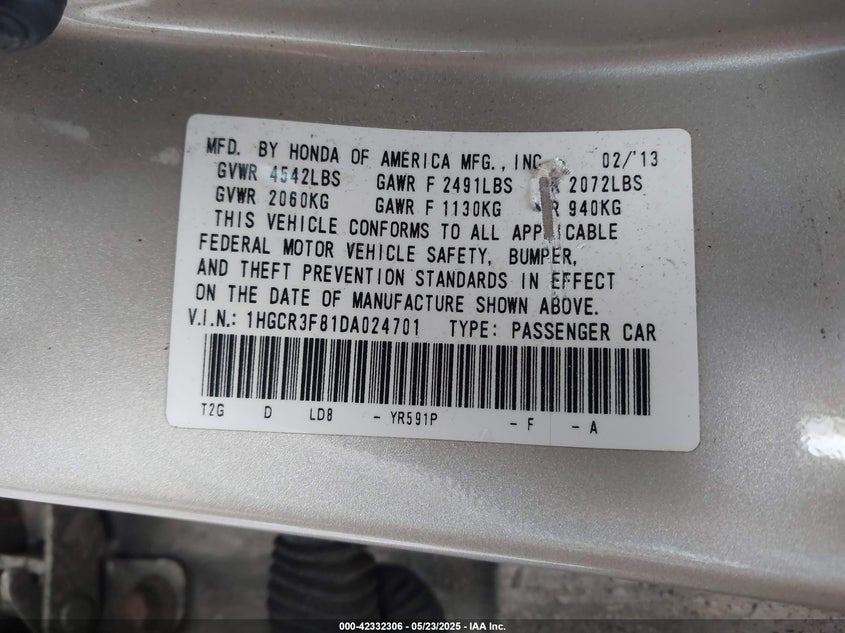 MFD. BY HONDA OF AMERICA MFG., INC. 02/'13
GVWR 4542LBS GAWR F 2491LBS 2072LBS
GVWR 2060KG GAWR F 1130KG R 940KG
THIS VEHICLE CONFORMS TO ALL APPLICABLE
FEDERAL MOTOR VEHICLE SAFETY, BUMPER,
AND THEFT PREVENTION STANDARDS IN EFFECT
ON THE DATE OF MANUFACTURE SHOWN ABOVE.
V.I.N.: 1HGCR3F81DA024701 TYPE: PASSENGER CAR
T2G D LD8 - YR591P - F - A
000-42332306 - 05/23/2025 - IAA Inc.